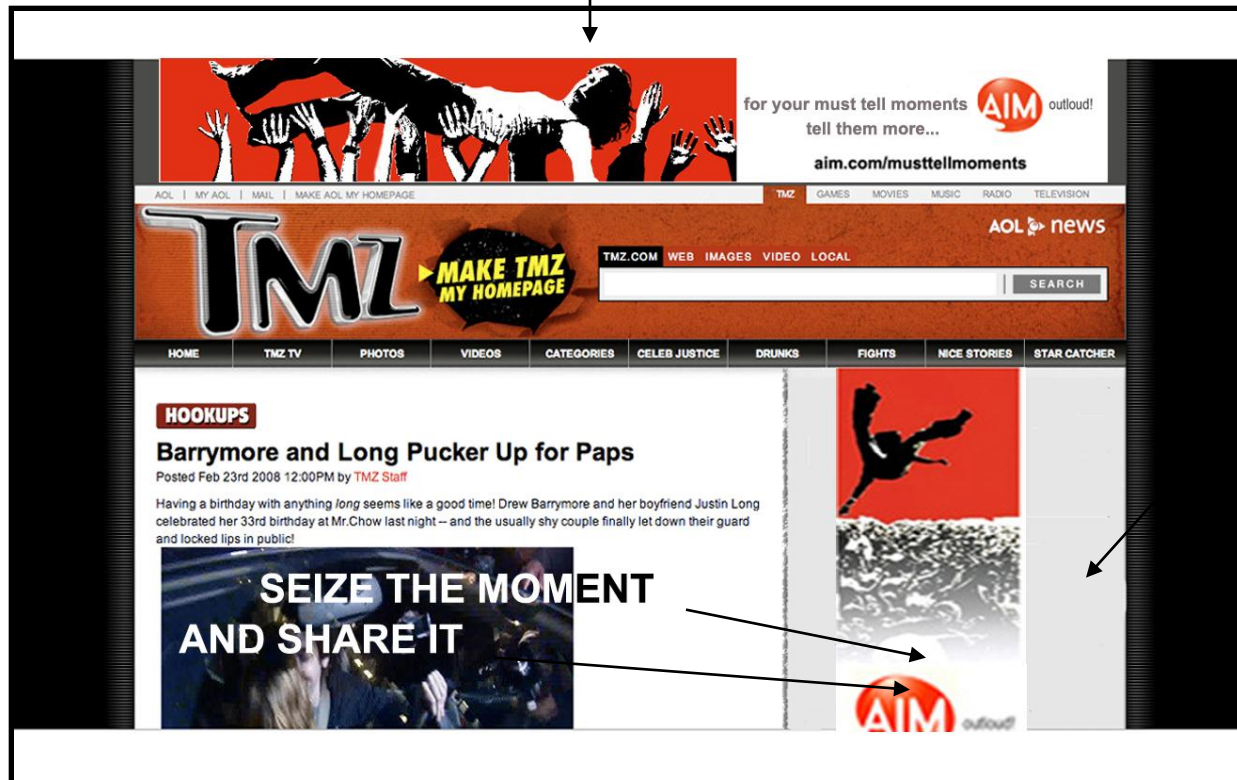 for your must tell moments AIM outloud!
tell them more...
aim.com/musttellmoments
AOL | MY AOL | MAIL | MAKE AOL MY HOMEPAGE
TMZ GAMES MOVIES MUSIC RADIO TELEVISION
AOL news
TMZ
MAKE TMZ
MY HOMEPAGE
TMZ.COM WEB IMAGES VIDEO LOCAL
SEARCH
HOME TMZ TV PHOTOS VIDEOS CATEGORIES CELEB JUSTICE DRUNKS FIGHTS NICE STORIES STAR CATCHER
HOOKUPS
Barrymore and Long Pucker Up for Paps
Posted Feb 23rd 2008 12:00PM by TMZ Staff
Having a birthday with anything long seems like a good time! Drew Barrymore and her boyfriend Justin Long
celebrated her 33rd birthday at Mr.Chow last night -- and the usually shy couple finally let down their guard
and locked lips in public!
SEIZE THE MOMENT
AND SHARE IT
AIM outloud!